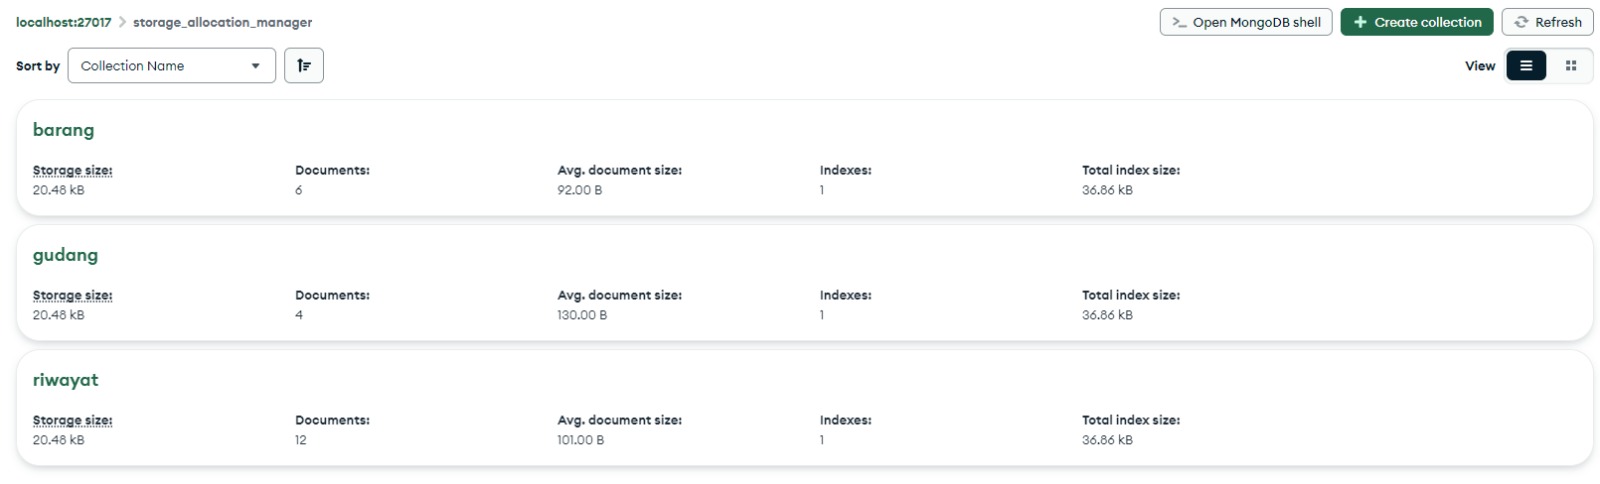 localhost:27017 > storage_allocation_manager
>_ Open MongoDB shell
+ Create collection
Refresh
Sort by Collection Name
View
barang
Storage size: Documents: Avg. document size: Indexes: Total index size:
20.48 kB 6 92.00 B 1 36.86 kB
gudang
Storage size: Documents: Avg. document size: Indexes: Total index size:
20.48 kB 4 130.00 B 1 36.86 kB
riwayat
Storage size: Documents: Avg. document size: Indexes: Total index size:
20.48 kB 12 101.00 B 1 36.86 kB